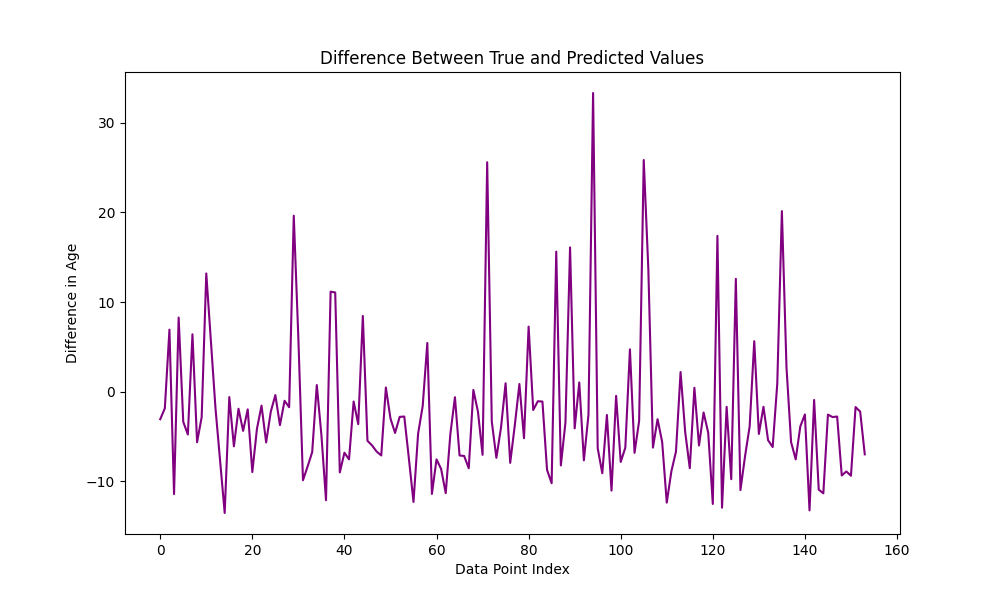 Difference Between True and Predicted Values
30
20
10
0
−10
Difference in Age
0 20 40 60 80 100 120 140 160
Data Point Index